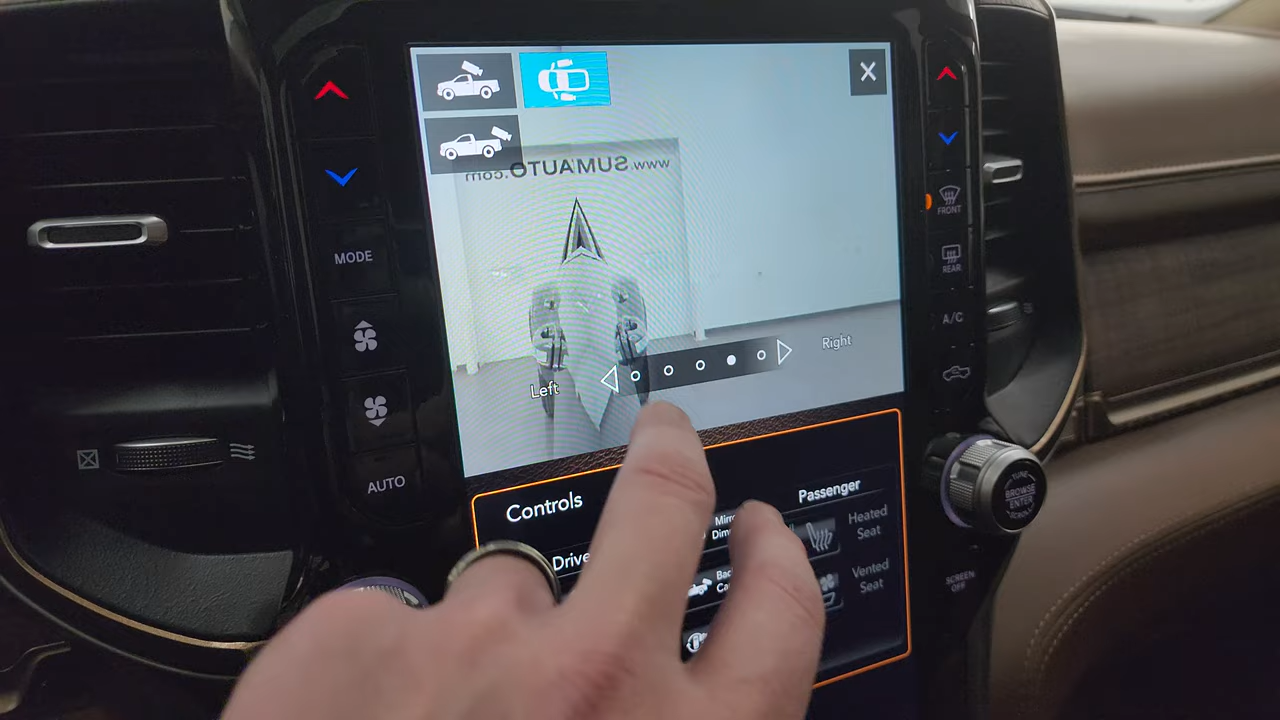 www.SUMAUTO.com
MODE
FRONT
REAR
A/C
Right
Left
AUTO
Controls
Passenger
Heated
Seat
Vented
Seat
TUNE
BROWSE
ENTER
SCROLL
SCREEN
OFF